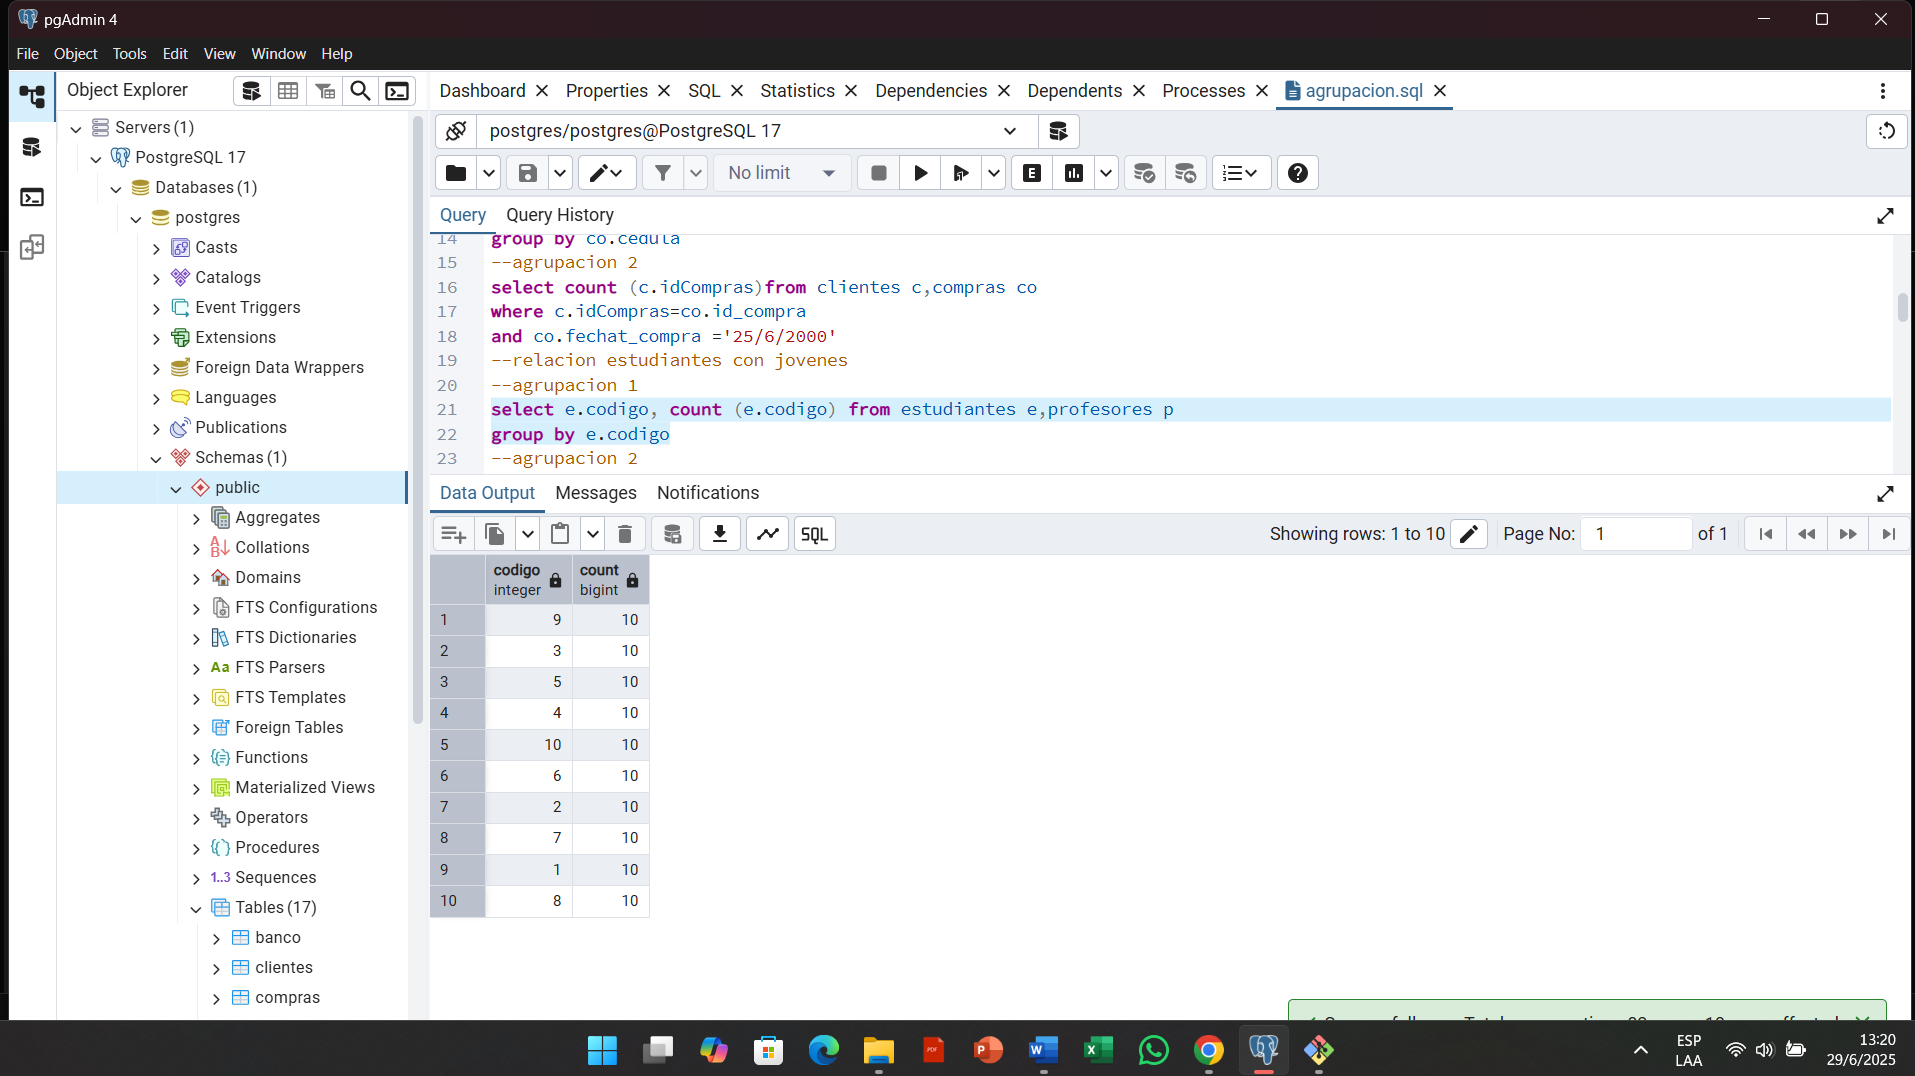 pgAdmin 4
File Object Tools Edit View Window Help
Object Explorer
Servers (1)
PostgreSQL 17
Databases (1)
postgres
Casts
Catalogs
Event Triggers
Extensions
Foreign Data Wrappers
Languages
Publications
Schemas (1)
public
Aggregates
Collations
Domains
FTS Configurations
FTS Dictionaries
FTS Parsers
FTS Templates
Foreign Tables
Functions
Materialized Views
Operators
Procedures
1..3 Sequences
Tables (17)
banco
clientes
compras
Dashboard Properties SQL Statistics Dependencies Dependents Processes agrupacion.sql
postgres/postgres@PostgreSQL 17
No limit
Query Query History
14 group by co.cedula
15 --agrupacion 2
16 select count (c.idCompras)from clientes c,compras co
17 where c.idCompras=co.id_compra
18 and co.fechat_compra ='25/6/2000'
19 --relacion estudiantes con jovenes
20 --agrupacion 1
21 select e.codigo, count (e.codigo) from estudiantes e,profesores p
22 group by e.codigo
23 --agrupacion 2
Data Output Messages Notifications
SQL Showing rows: 1 to 10 Page No: 1 of 1
codigo integer count bigint
1 9 10
2 3 10
3 5 10
4 4 10
5 10 10
6 6 10
7 2 10
8 7 10
9 1 10
10 8 10
ESP
LAA
13:20
29/6/2025